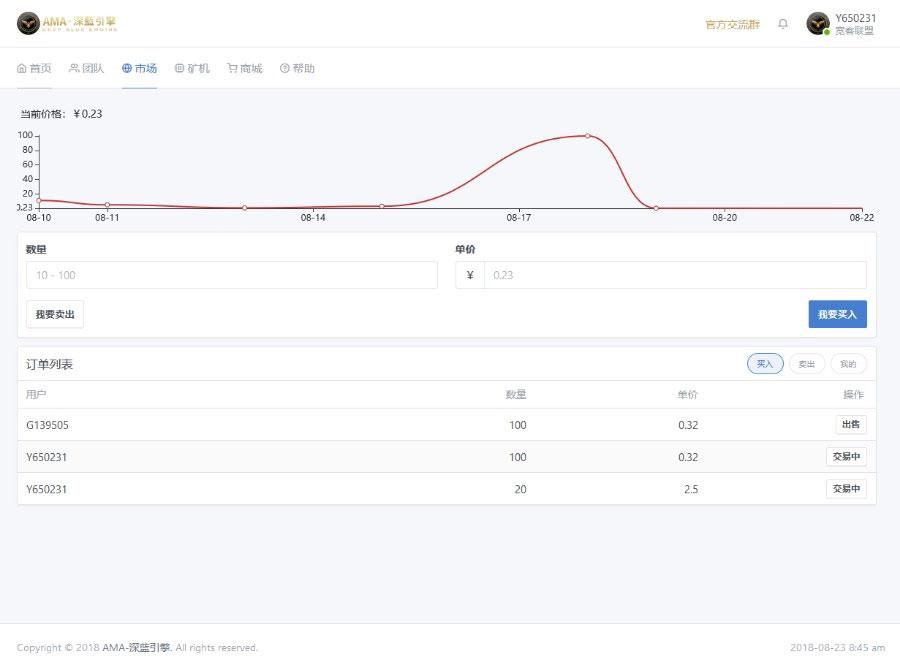 AMA·深蓝引擎
DEEP BLUE ENGINE
官方交流群
Y650231
宽客联盟
首页 团队 市场 矿机 商城 帮助
当前价格：¥0.23
100
80
60
40
20
0.23
08-10 08-11 08-14 08-17 08-20 08-22
数量 单价
10 - 100 ¥ 0.23
我要卖出 我要买入
订单列表 买入 卖出 我的
用户 数量 单价 操作
G139505 100 0.32 出售
Y650231 100 0.32 交易中
Y650231 20 2.5 交易中
Copyright © 2018 AMA-深蓝引擎. All rights reserved. 2018-08-23 8:45 am